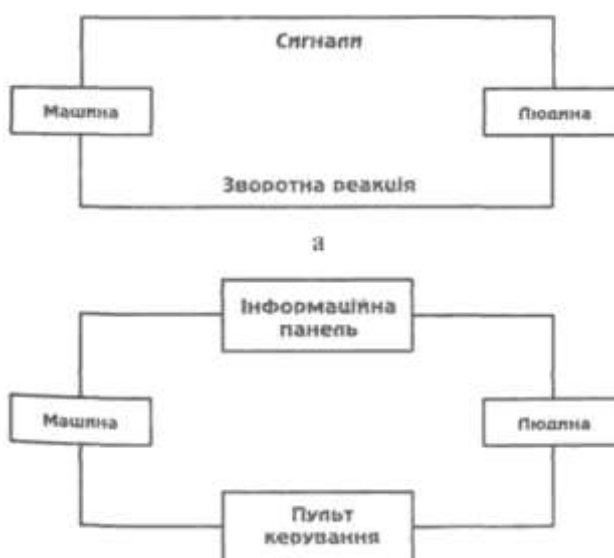 Сигнали
Машина
Людина
Зворотна реакція
а
Інформаційна
панель
Машина
Людина
Пульт
керування